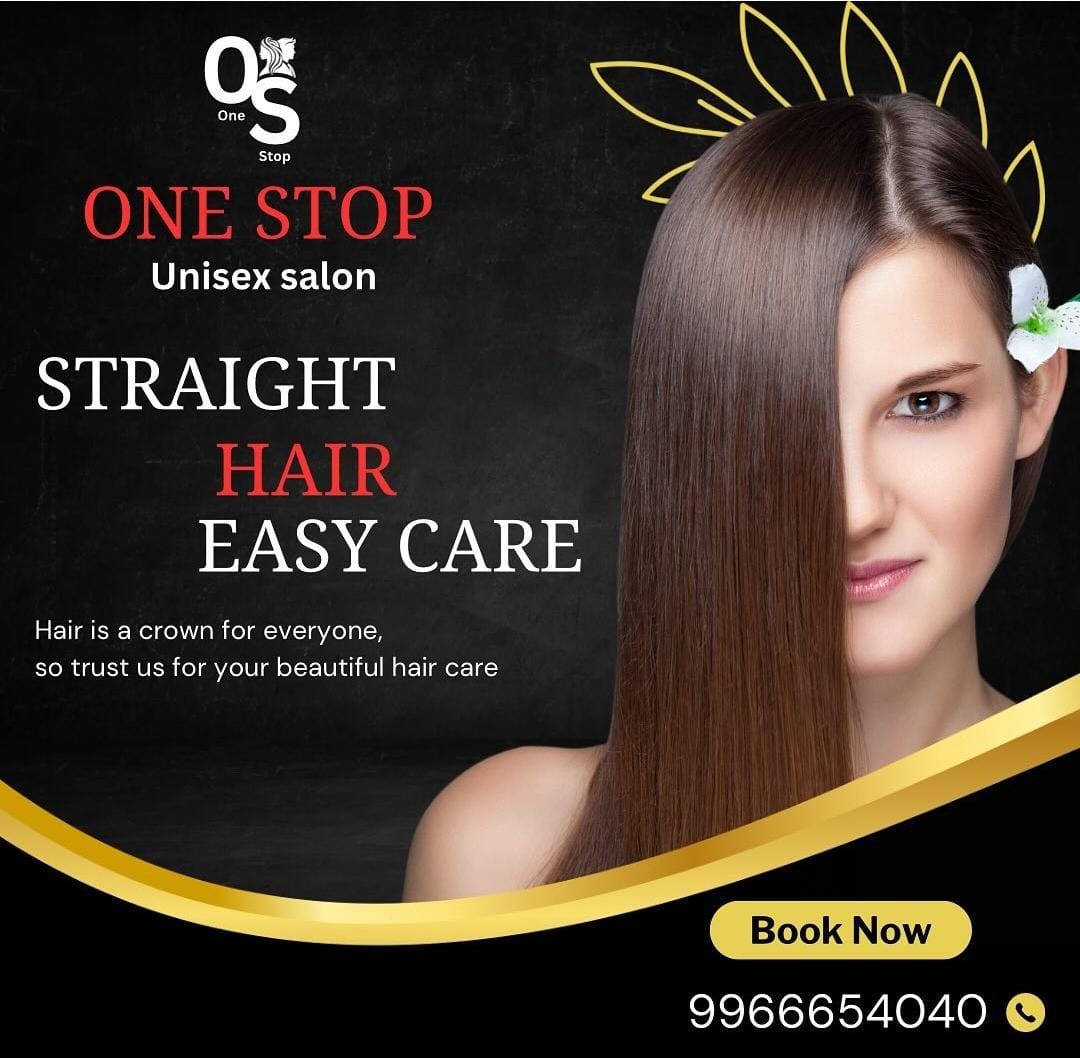 OS
One
Stop
ONE STOP
Unisex salon
STRAIGHT
HAIR
EASY CARE
Hair is a crown for everyone,
so trust us for your beautiful hair care
Book Now
9966654040